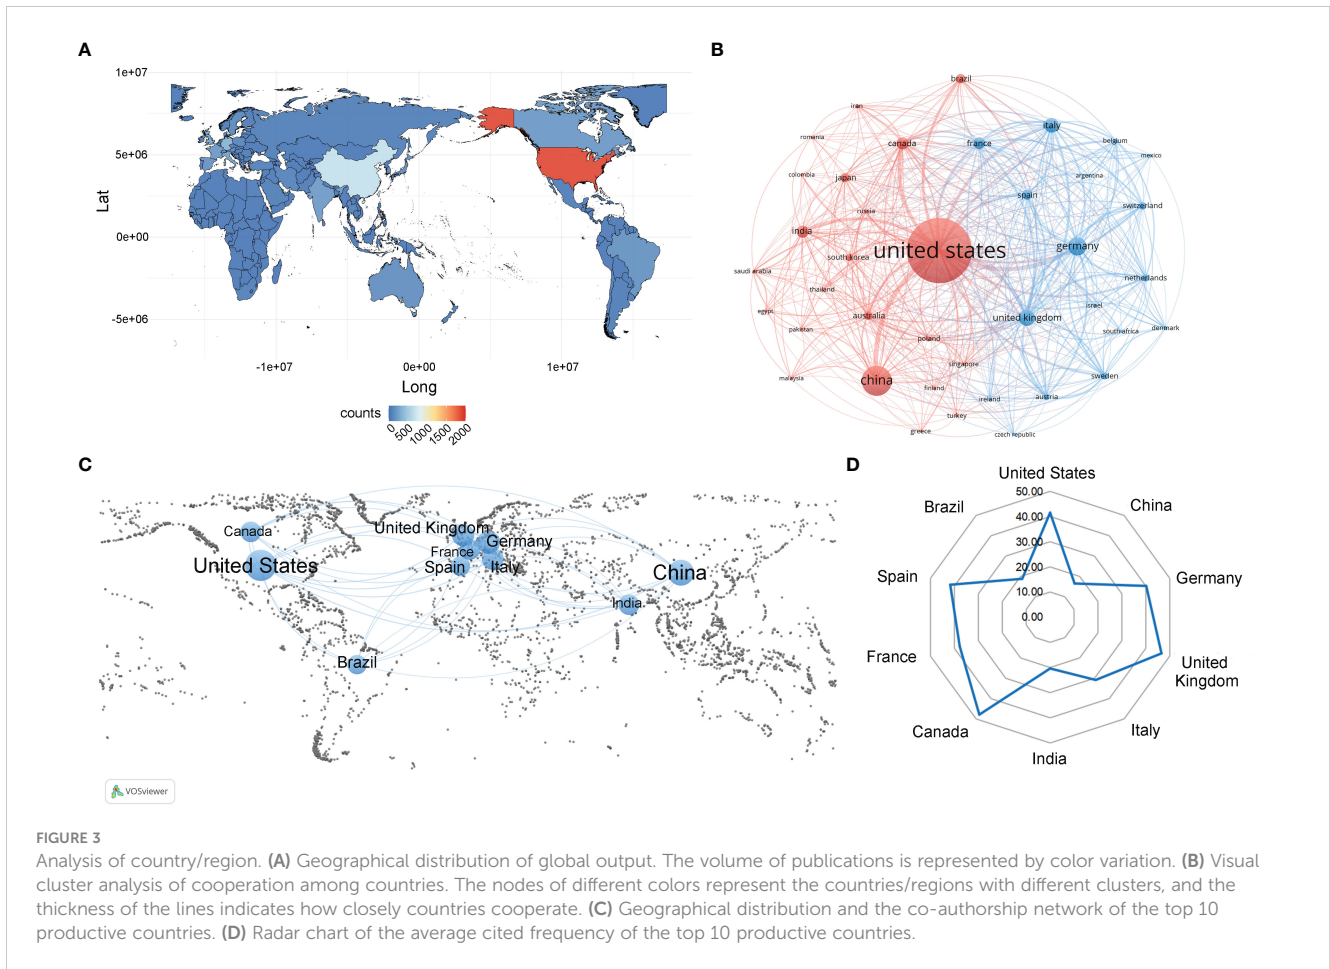 A
1e+07
5e+06
0e+00
-5e+06
Lat
-1e+07
0e+00
1e+07
Long
counts
0
500
1000
1500
2000
B
brazil
iran
italy
romania
canada
france
belgium
mexico
colombia
japan
argentina
spain
switzerland
russia
india
united states
germany
south korea
saudi arabia
netherlands
thailand
egypt
australia
united kingdom
israel
pakistan
south africa
denmark
poland
singapore
malaysia
china
finland
sweden
ireland
austria
turkey
greece
czech republic
C
Canada
United Kingdom
France
Germany
United States
Spain
Italy
China
India
Brazil
VOSviewer
D
United States
50.00
40.00
30.00
20.00
10.00
0.00
Brazil
China
Spain
Germany
France
United
Kingdom
Canada
Italy
India
FIGURE 3
Analysis of country/region. (A) Geographical distribution of global output. The volume of publications is represented by color variation. (B) Visual
cluster analysis of cooperation among countries. The nodes of different colors represent the countries/regions with different clusters, and the
thickness of the lines indicates how closely countries cooperate. (C) Geographical distribution and the co-authorship network of the top 10
productive countries. (D) Radar chart of the average cited frequency of the top 10 productive countries.